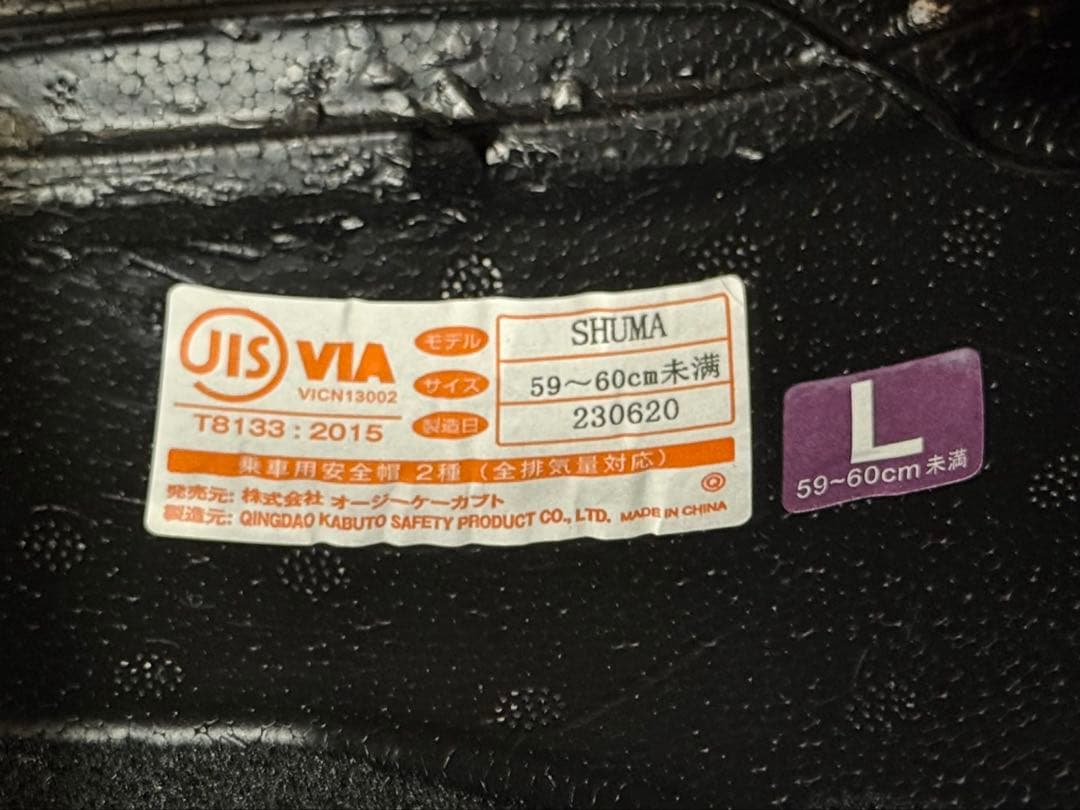 JIS VIA
VICN13002
T8133 : 2015
モデル SHUMA
サイズ 59～60cm未満
製造日 230620
乗車用安全帽 2種（全排気量対応）
発売元: 株式会社 オージーケーカブト
製造元: QINGDAO KABUTO SAFETY PRODUCT CO., LTD. MADE IN CHINA
L
59~60cm未満